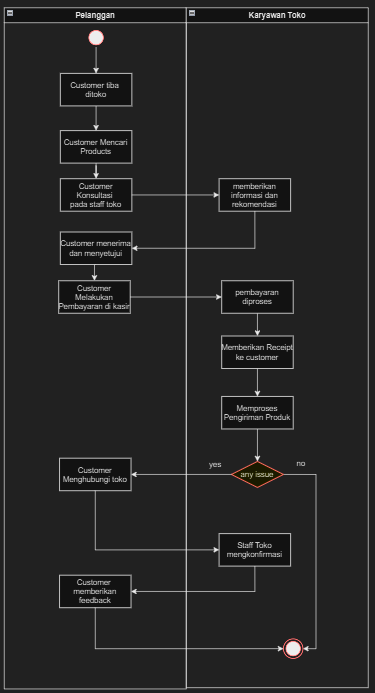 Pelanggan
Karyawan Toko
Customer tiba
ditoko
Customer Mencari
Products
Customer
Konsultasi
pada staff toko
memberikan
informasi dan
rekomendasi
Customer menerima
dan menyetujui
Customer
Melakukan
Pembayaran di kasir
pembayaran
diproses
Memberikan Receipt
ke customer
Memproses
Pengiriman Produk
yes
any issue
no
Customer
Menghubungi toko
Staff Toko
mengkonfirmasi
Customer
memberikan
feedback